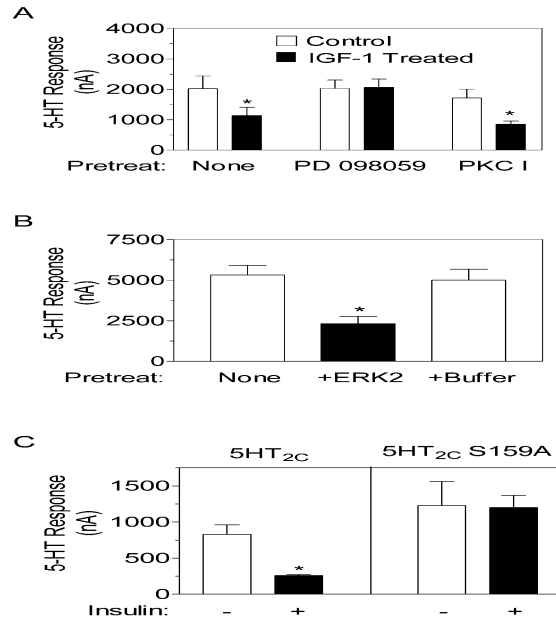 A
5-HT Response
(nA)
4000
3000
2000
1000
0
Control
IGF-1 Treated
*
*
Pretreat: None PD 098059 PKC I
B
5-HT Response
(nA)
7500
5000
2500
0
*
Pretreat: None +ERK2 +Buffer
C
5HT2C 5HT2C S159A
5-HT Response
(nA)
1500
1000
500
0
*
Insulin: - + - +